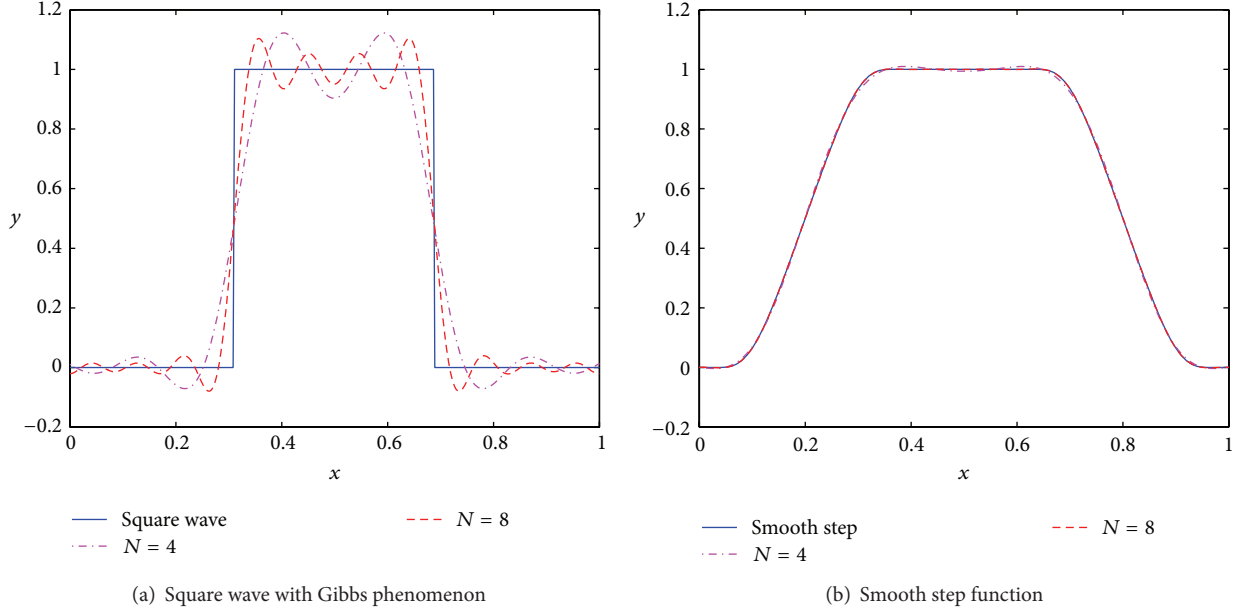 1.2
1
0.8
0.6
y
0.4
0.2
0
−0.2
0 0.2 0.4 0.6 0.8 1
x
Square wave
N = 4
N = 8
(a) Square wave with Gibbs phenomenon
1.2
1
0.8
0.6
y
0.4
0.2
0
−0.2
0 0.2 0.4 0.6 0.8 1
x
Smooth step
N = 4
N = 8
(b) Smooth step function